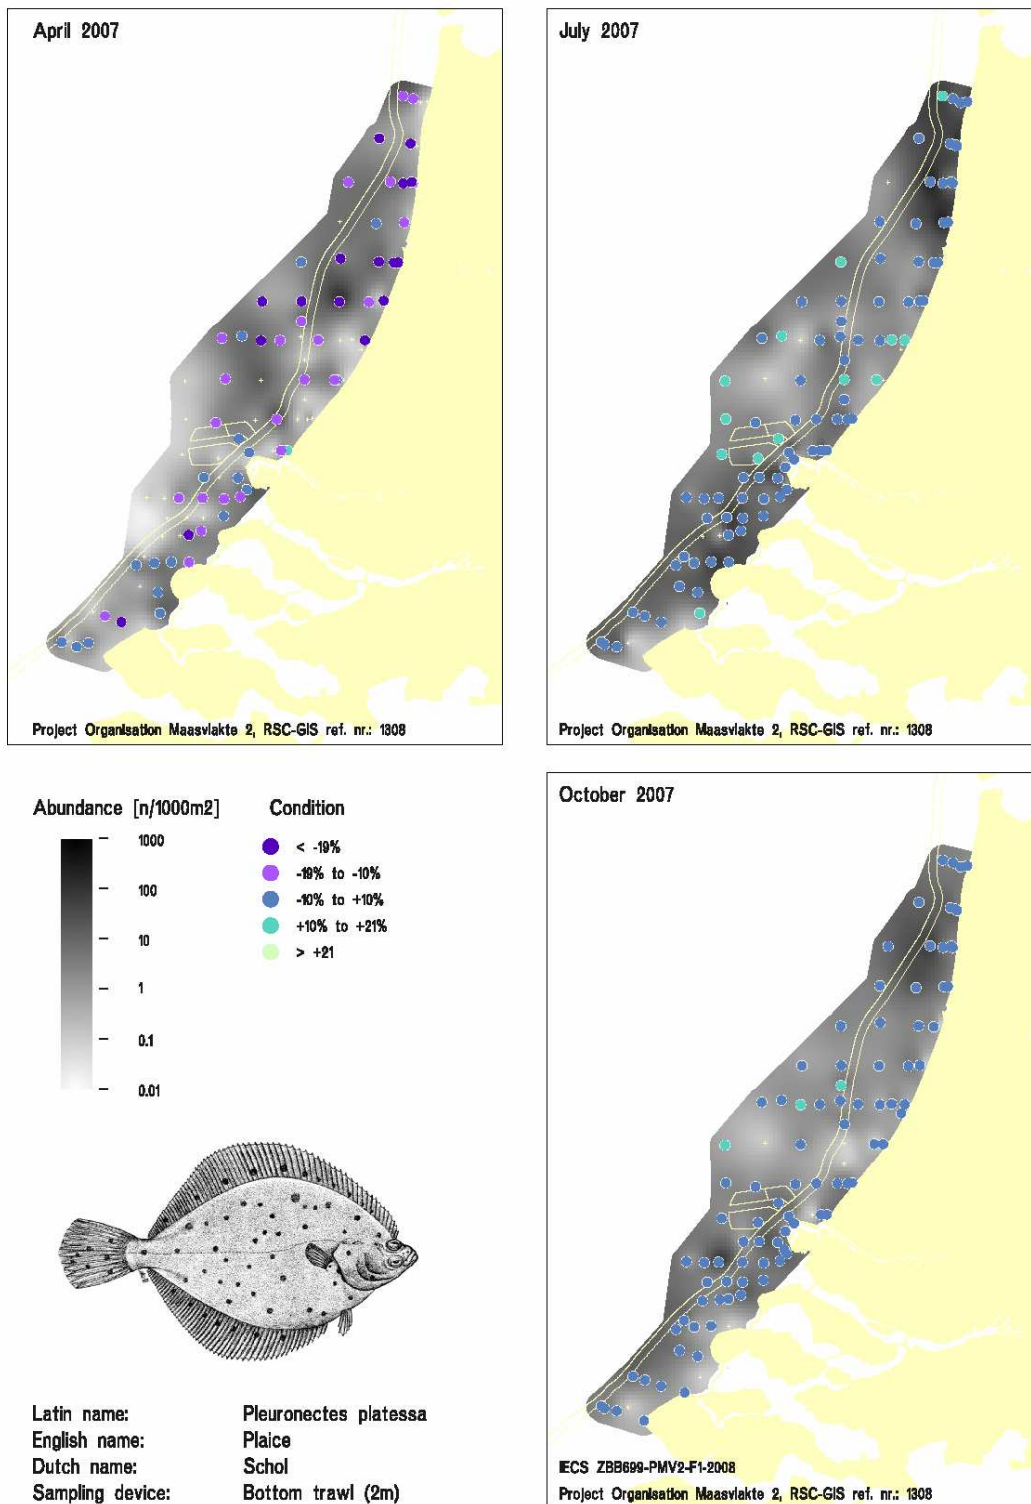 April 2007
Project Organisation Maasvlakte 2, RSC-GIS ref. nr.: 1308
July 2007
Project Organisation Maasvlakte 2, RSC-GIS ref. nr.: 1308
Abundance [n/1000m2]
1000
100
10
1
0.1
0.01
Condition
< -19%
-19% to -10%
-10% to +10%
+10% to +21%
> +21
Latin name: Pleuronectes platessa
English name: Plaice
Dutch name: Schol
Sampling device: Bottom trawl (2m)
October 2007
IECS ZBB699-PMV2-F1-2008
Project Organisation Maasvlakte 2, RSC-GIS ref. nr.: 1308